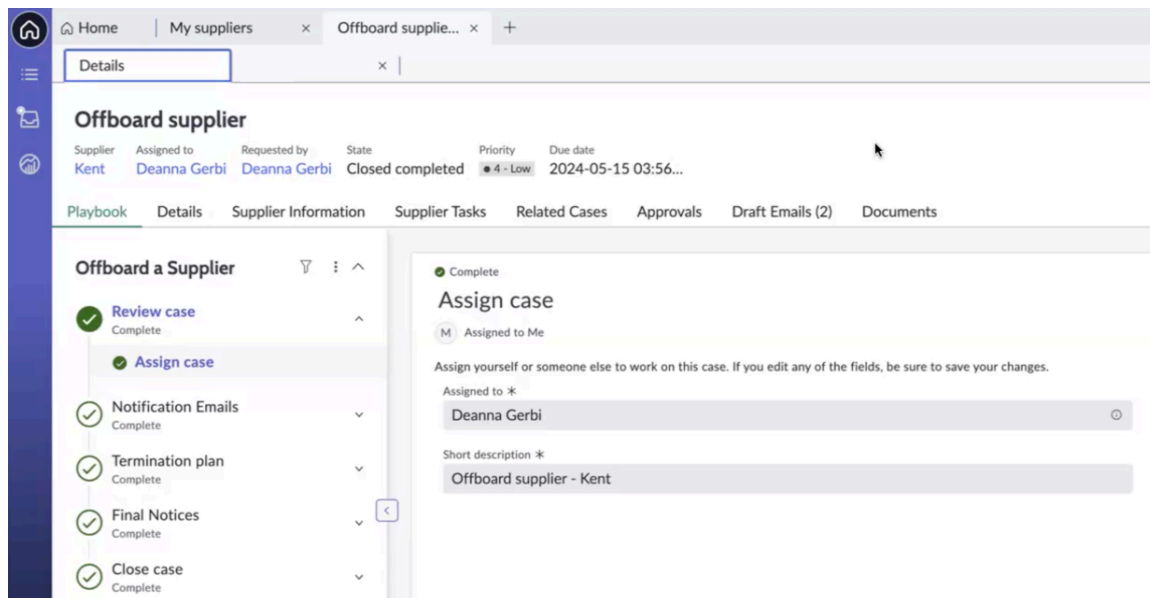 Home My suppliers × Offboard supplie... × +
Details ×
Offboard supplier
Supplier Assigned to Requested by State Priority Due date
Kent Deanna Gerbi Deanna Gerbi Closed completed 4 - Low 2024-05-15 03:56...
Playbook Details Supplier Information Supplier Tasks Related Cases Approvals Draft Emails (2) Documents
Offboard a Supplier
Review case
Complete
Assign case
Notification Emails
Complete
Termination plan
Complete
Final Notices
Complete
Close case
Complete
Complete
Assign case
M Assigned to Me
Assign yourself or someone else to work on this case. If you edit any of the fields, be sure to save your changes.
Assigned to *
Deanna Gerbi
Short description *
Offboard supplier - Kent